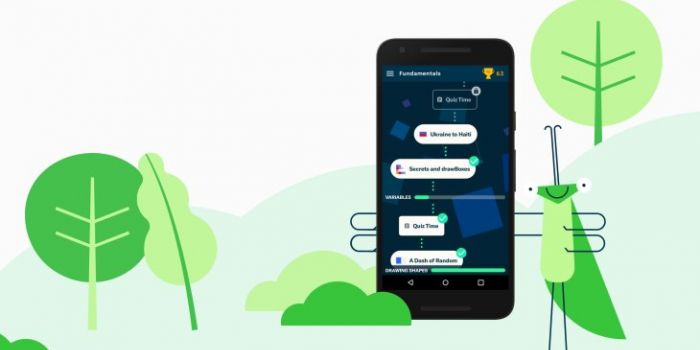 Fundamentals
63
Quiz Time
Ukraine to Haiti
Secrets and drawBoxes
VARIABLES
Quiz Time
A Dash of Random
DRAWING SHAPES